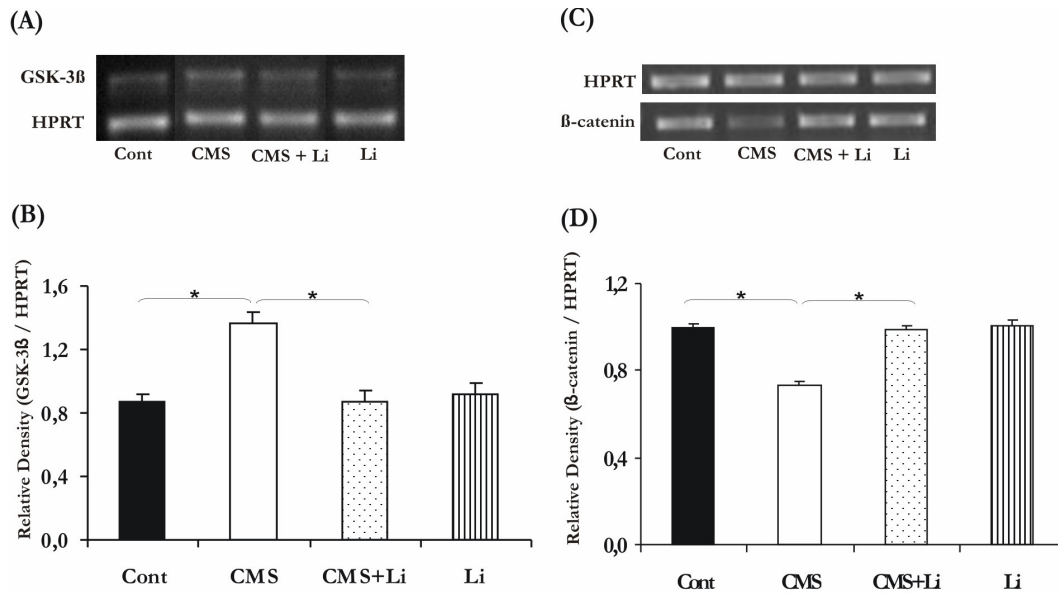 (A)
GSK-3ß
HPRT
Cont CMS CMS + Li Li
(B)
Relative Density (GSK-3ß / HPRT)
1,6
1,2
0,8
0,4
0,0
* *
Cont CMS CMS+Li Li
(C)
HPRT
ß-catenin
Cont CMS CMS + Li Li
(D)
Relative Density (ß-catenin / HPRT)
1,2
0,8
0,4
0,0
* *
Cont CMS CMS+Li Li